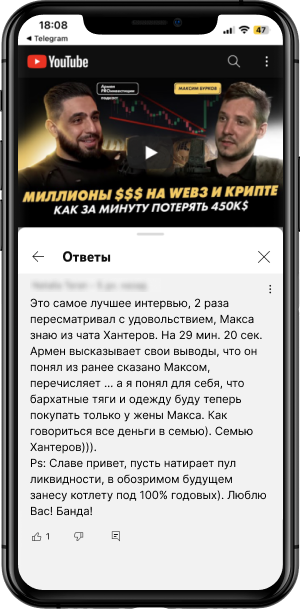 18:08
47
Telegram
YouTube
Армен
PROинвестиции
подкаст
МАКСИМ БУРКОВ
МИЛЛИОНЫ $$$ НА WEB3 И КРИПТЕ
КАК ЗА МИНУТУ ПОТЕРЯТЬ 450К$
Ответы
Это самое лучшее интервью, 2 раза
пересматривал с удовольствием, Макса
знаю из чата Хантеров. На 29 мин. 20 сек.
Армен высказывает свои выводы, что он
понял из ранее сказано Максом,
перечисляет ... а я понял для себя, что
бархатные тяги и одежду буду теперь
покупать только у жены Макса. Как
говориться все деньги в семью). Семью
Хантеров))).
Ps: Славе привет, пусть натирает пул
ликвидности, в обозримом будущем
занесу котлету под 100% годовых). Люблю
Вас! Банда!
1